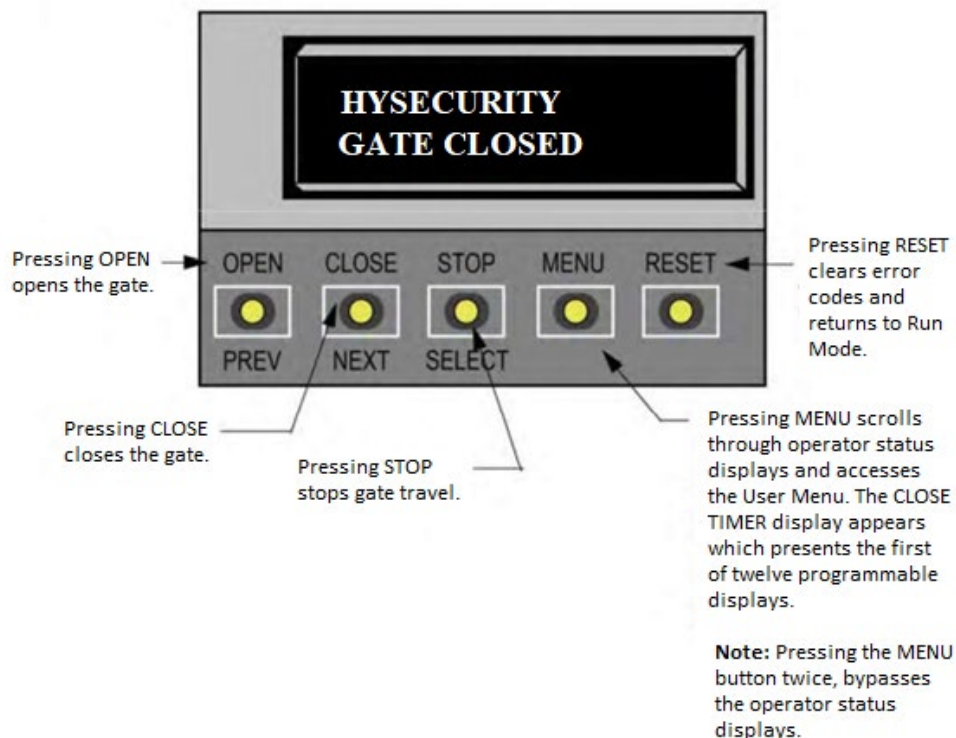 HYSECURITY
GATE CLOSED
Pressing OPEN
opens the gate.
OPEN CLOSE STOP MENU RESET
PREV NEXT SELECT
Pressing RESET
clears error
codes and
returns to Run
Mode.
Pressing CLOSE
closes the gate.
Pressing STOP
stops gate travel.
Pressing MENU scrolls
through operator status
displays and accesses
the User Menu. The CLOSE
TIMER display appears
which presents the first
of twelve programmable
displays.
Note: Pressing the MENU
button twice, bypasses
the operator status
displays.